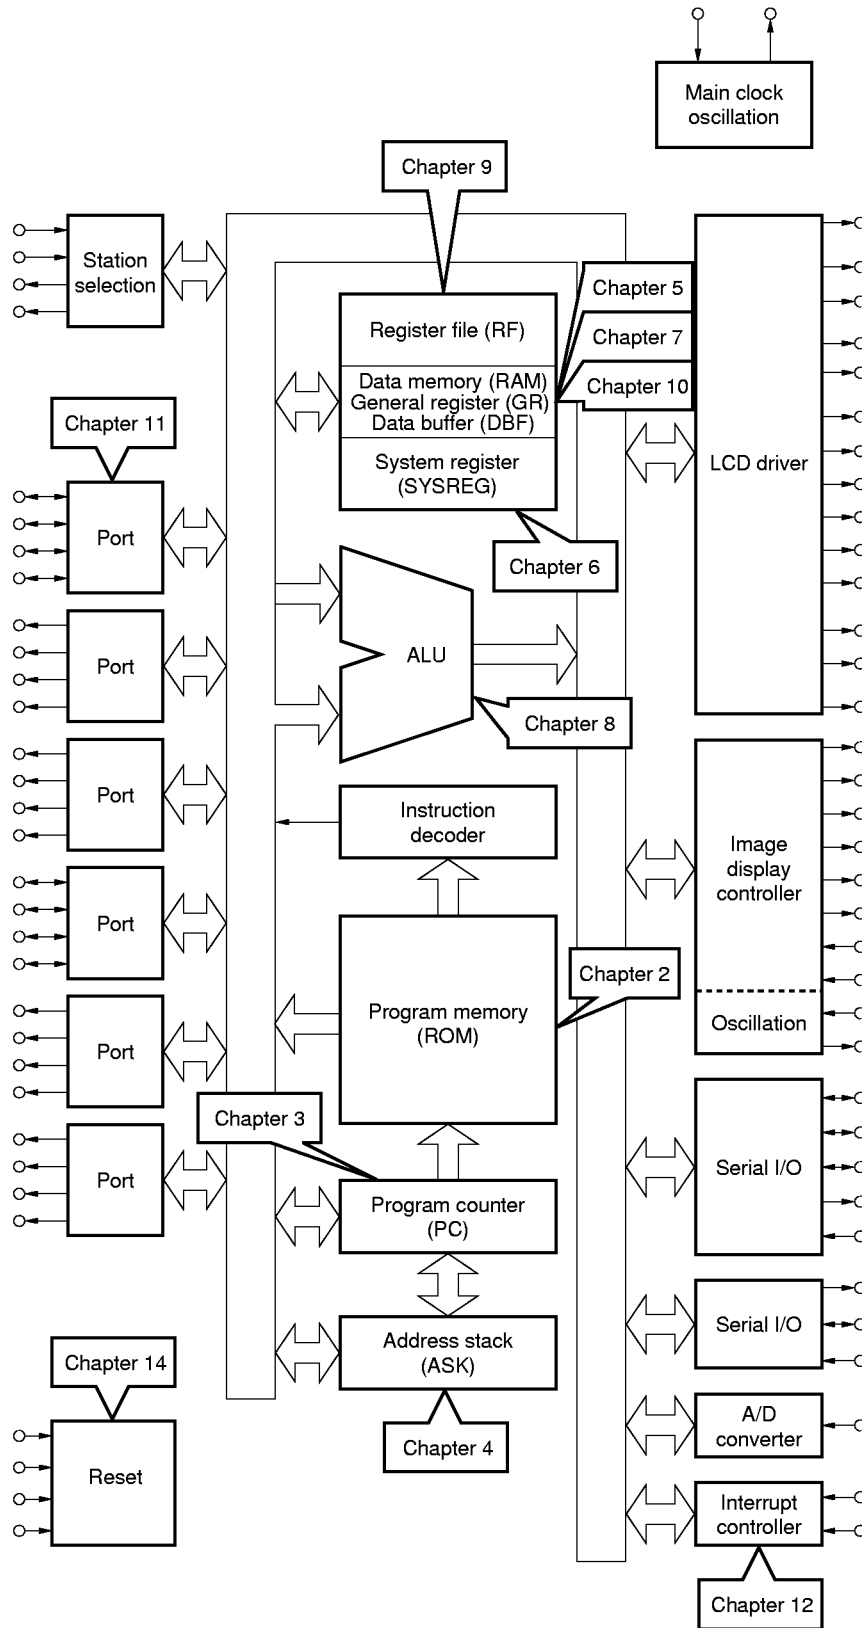 Main clock
oscillation
Chapter 9
Station
selection
Register file (RF)
Chapter 5
Chapter 7
Chapter 10
Data memory (RAM)
General register (GR)
Data buffer (DBF)
System register
(SYSREG)
LCD driver
Chapter 11
Port
Chapter 6
Port
ALU
Chapter 8
Port
Instruction
decoder
Image
display
controller
Port
Chapter 2
Program memory
(ROM)
Oscillation
Port
Chapter 3
Port
Program counter
(PC)
Serial I/O
Address stack
(ASK)
Serial I/O
Chapter 14
Chapter 4
A/D
converter
Reset
Interrupt
controller
Chapter 12